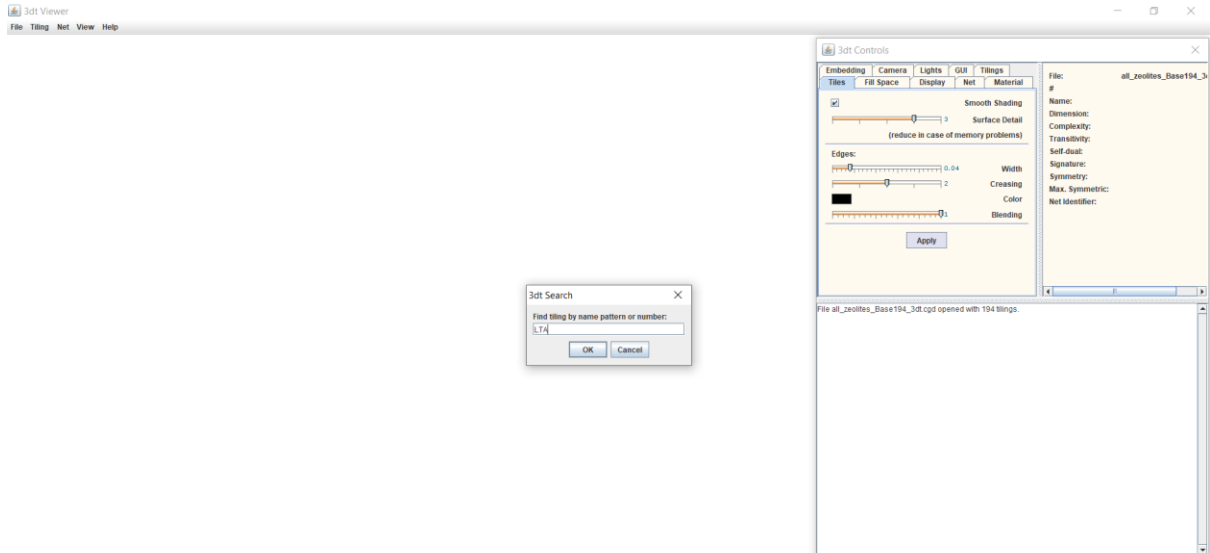 3dt Viewer
File Tiling Net View Help
3dt Controls
Embedding Camera Lights GUI Tilings
Tiles Fill Space Display Net Material
Smooth Shading
3 Surface Detail
(reduce in case of memory problems)
Edges:
0.04 Width
2 Creasing
Color
1 Blending
Apply
File: all_zeolites_Base194_3
#
Name:
Dimension:
Complexity:
Transitivity:
Self-dual:
Signature:
Symmetry:
Max. Symmetric:
Net Identifier:
3dt Search
Find tiling by name pattern or number:
LTA
OK Cancel
File all_zeolites_Base194_3dt.cgd opened with 194 tilings.